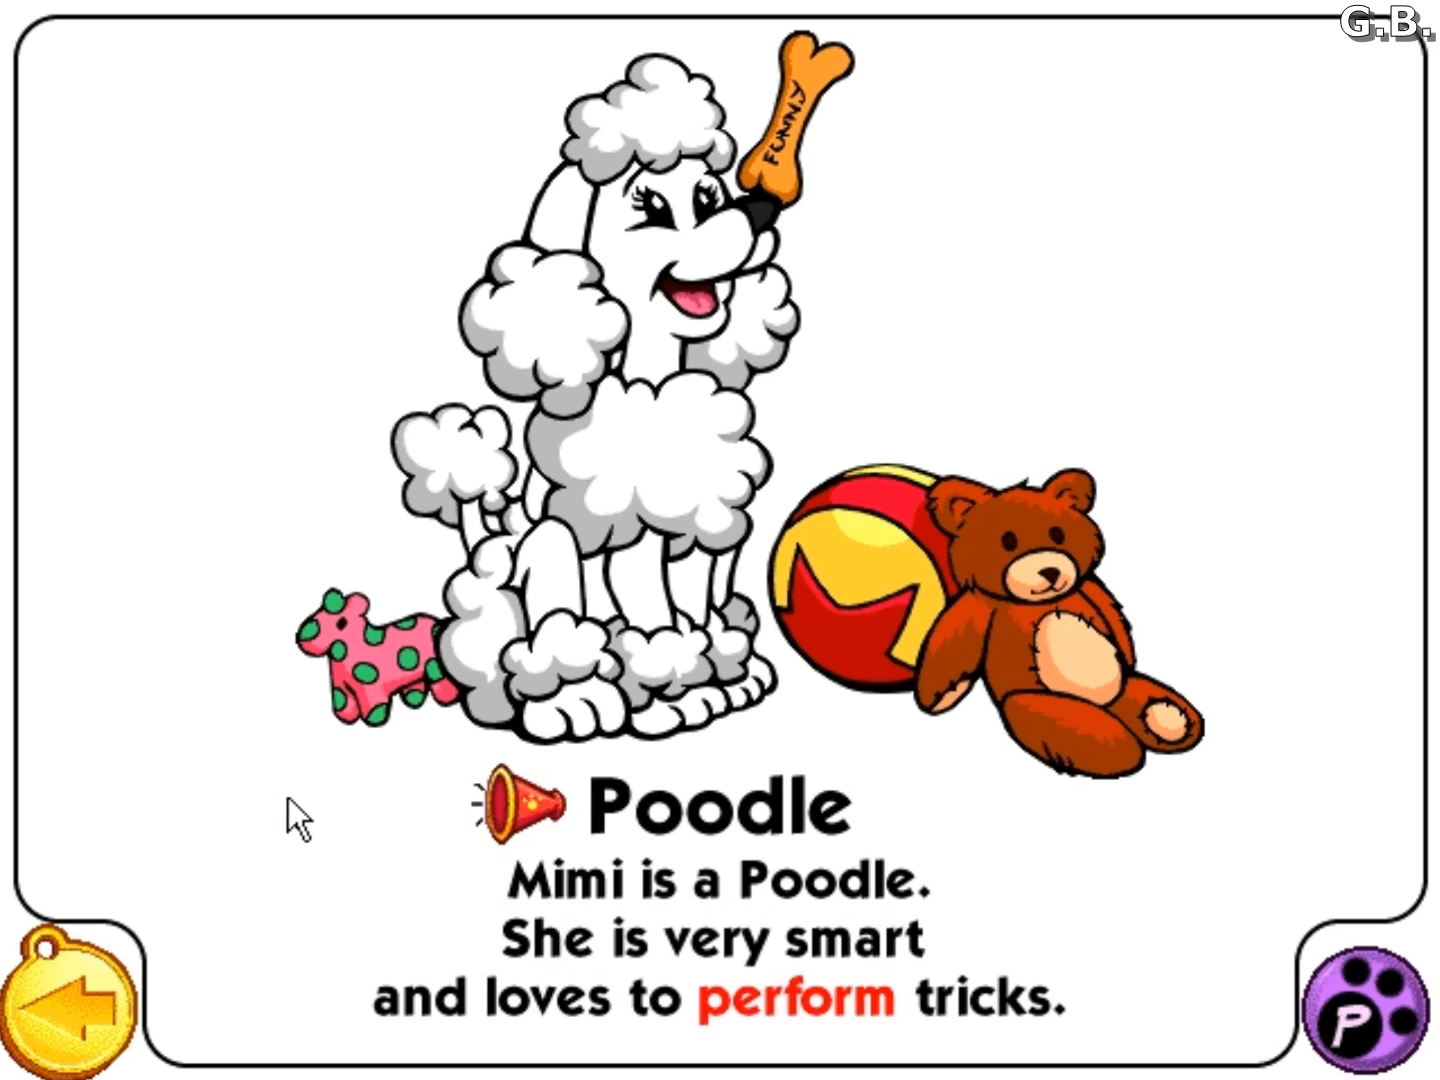 G.B.
FUNNY
Poodle
Mimi is a Poodle.
She is very smart
and loves to perform tricks.
P